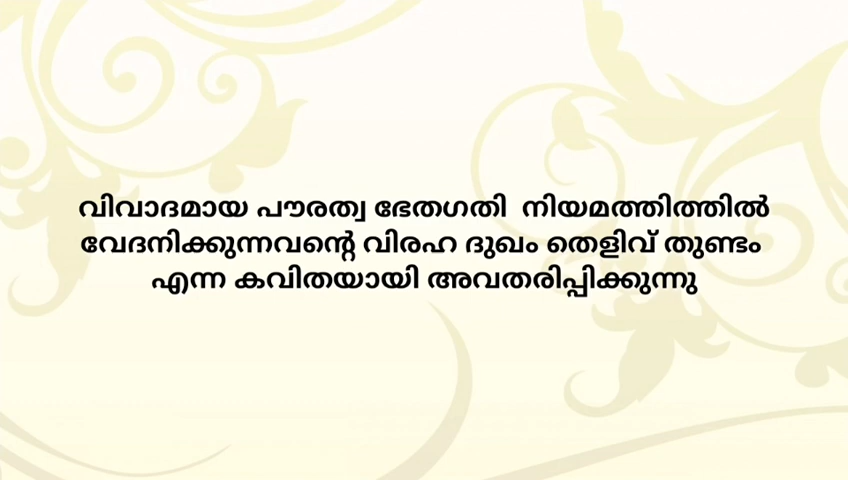 വിവാദമായ പൗരത്വ ഭേതഗതി നിയമത്തിത്തിൽ
വേദനിക്കുന്നവന്റെ വിരഹ ദുഖം തെളിവ് തുണ്ടം
എന്ന കവിതയായി അവതരിപ്പിക്കുന്നു